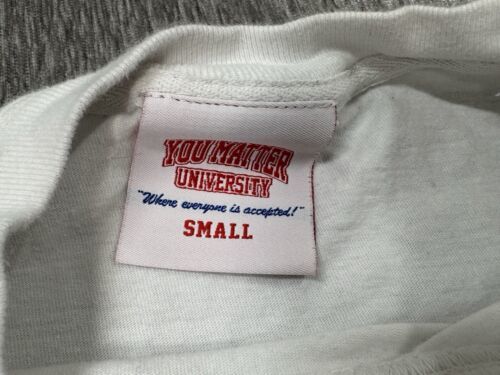 YOU MATTER
UNIVERSITY
"Where everyone is accepted!"
SMALL